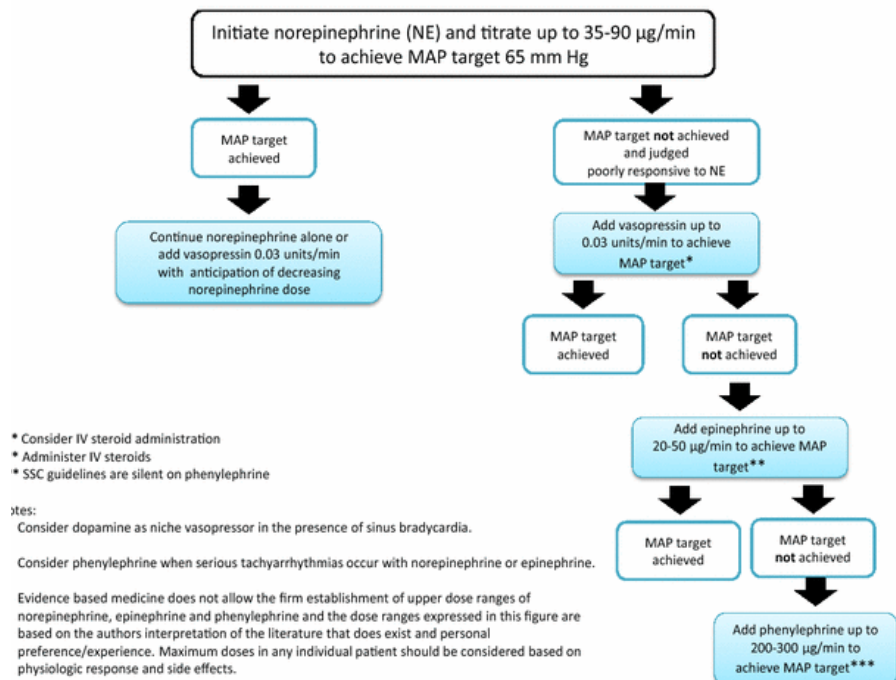 Initiate norepinephrine (NE) and titrate up to 35-90 µg/min
to achieve MAP target 65 mm Hg
MAP target
achieved
MAP target not achieved
and judged
poorly responsive to NE
Continue norepinephrine alone or
add vasopressin 0.03 units/min
with anticipation of decreasing
norepinephrine dose
Add vasopressin up to
0.03 units/min to achieve
MAP target*
MAP target
achieved
MAP target
not achieved
Add epinephrine up to
20-50 µg/min to achieve MAP
target**
MAP target
achieved
MAP target
not achieved
Add phenylephrine up to
200-300 µg/min to
achieve MAP target***
* Consider IV steroid administration
* Administer IV steroids
** SSC guidelines are silent on phenylephrine
otes:
Consider dopamine as niche vasopressor in the presence of sinus bradycardia.
Consider phenylephrine when serious tachyarrhythmias occur with norepinephrine or epinephrine.
Evidence based medicine does not allow the firm establishment of upper dose ranges of
norepinephrine, epinephrine and phenylephrine and the dose ranges expressed in this figure are
based on the authors interpretation of the literature that does exist and personal
preference/experience. Maximum doses in any individual patient should be considered based on
physiologic response and side effects.